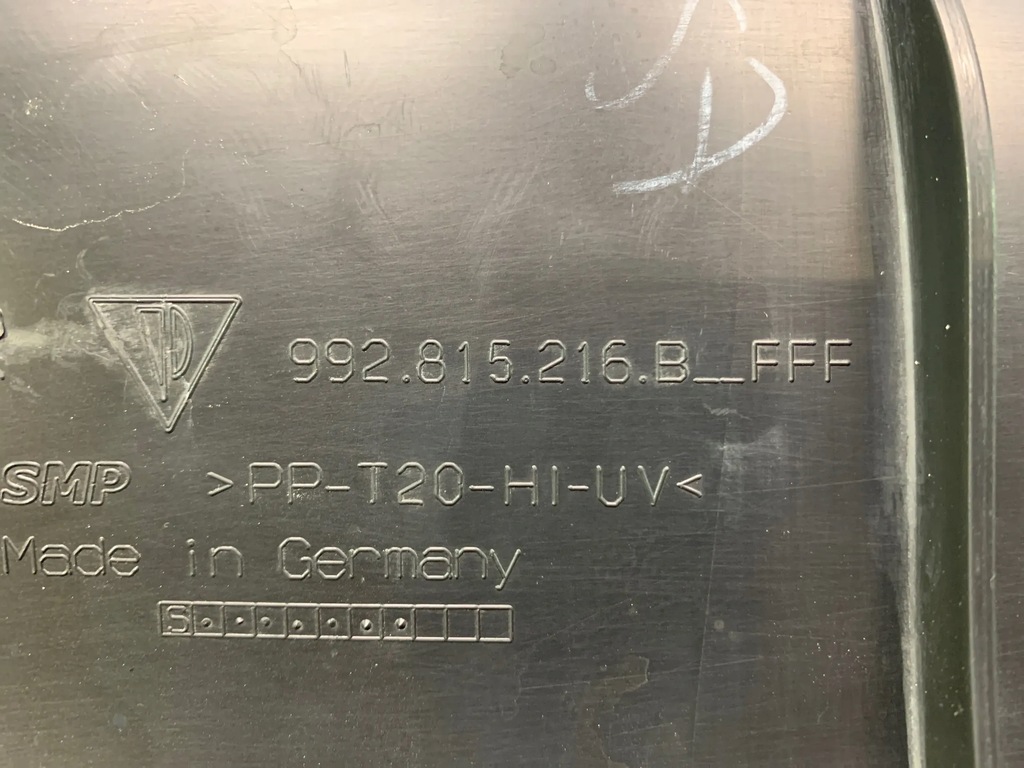 992.815.216.B__FFF
SMP >PP-T20-HI-UV<
Made in Germany
S